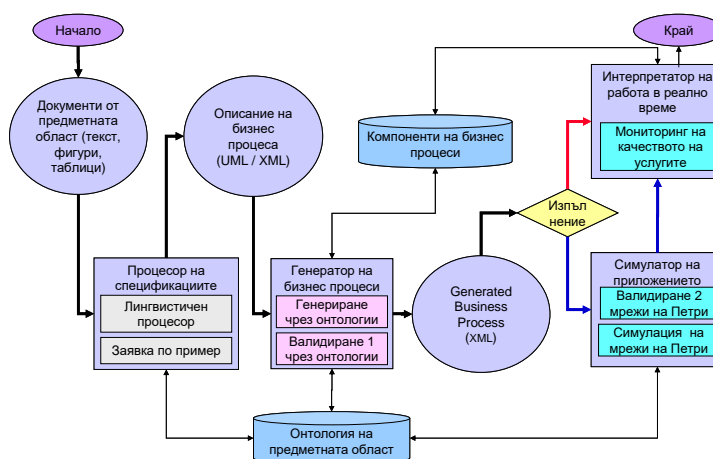 Начало
Край
Документи от
предметната
област (текст,
фигури,
таблици)
Описание на
бизнес
процеса
(UML / XML)
Компоненти на бизнес
процеси
Интерпретатор на
работа в реално
време
Мониторинг на
качеството на
услугите
Изпъл
нение
Процесор на
спецификациите
Лингвистичен
процесор
Заявка по пример
Генератор на
бизнес процеси
Генериране
чрез онтологии
Валидиране 1
чрез онтологии
Generated
Business
Process
(XML)
Симулатор на
приложението
Валидиране 2
мрежи на Петри
Симулация на
мрежи на Петри
Онтология на
предметната област